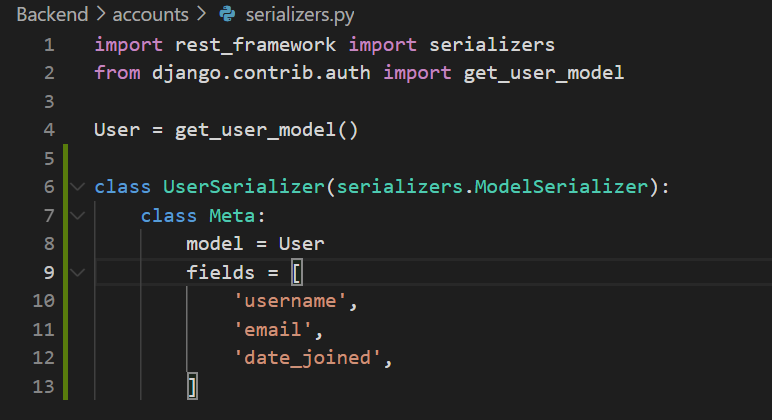 Backend > accounts > serializers.py
1 import rest_framework import serializers
2 from django.contrib.auth import get_user_model
3
4 User = get_user_model()
5
6 class UserSerializer(serializers.ModelSerializer):
7     class Meta:
8         model = User
9         fields = [
10             'username',
11             'email',
12             'date_joined',
13         ]